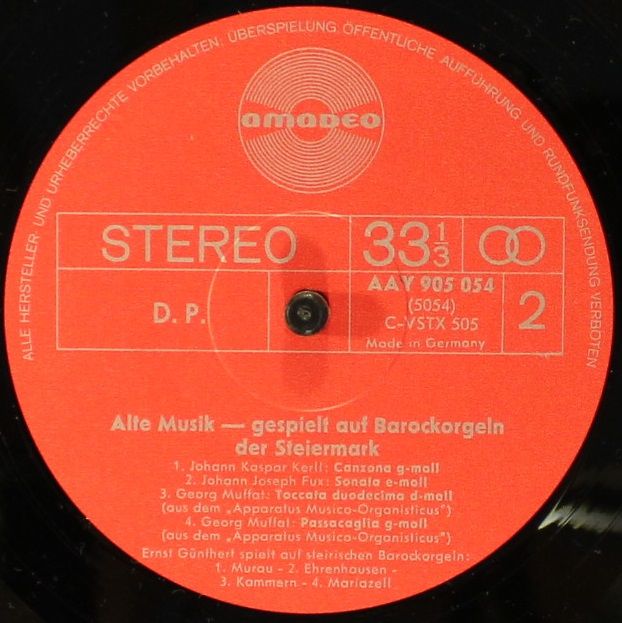 ALLE HERSTELLER- UND URHEBERRECHTE VORBEHALTEN. ÜBERSPIELUNG, ÖFFENTLICHE AUFFÜHRUNG UND RUNDFUNKSENDUNG VERBOTEN
amadeo
STEREO
33 1/3
AAY 905 054
(5054)
C-VSTX 505
Made in Germany
2
D. P.
Alte Musik — gespielt auf Barockorgeln
der Steiermark
1. Johann Kaspar Kerll: Canzona g-moll
2. Johann Joseph Fux: Sonata e-moll
3. Georg Muffat: Toccata duodecima d-moll
(aus dem „Apparatus Musico-Organisticus")
4. Georg Muffat: Passacaglia g-moll
(aus dem „Apparatus Musico-Organisticus")
Ernst Günthert spielt auf steirischen Barockorgeln:
1. Murau - 2. Ehrenhausen -
3. Kammern - 4. Mariazell